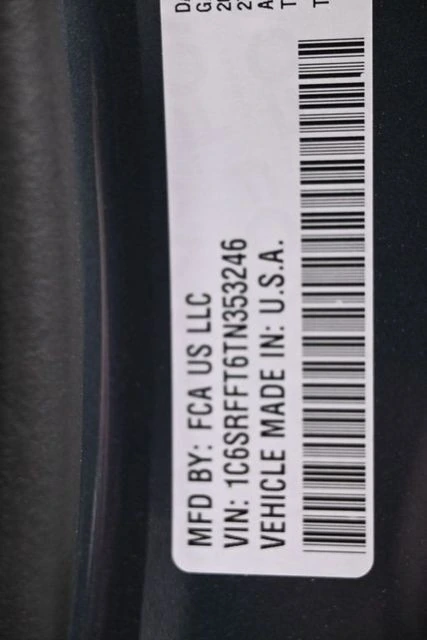 MFD BY: FCA US LLC
VIN: 1C6SRFFT6TN353246
VEHICLE MADE IN: U.S.A.